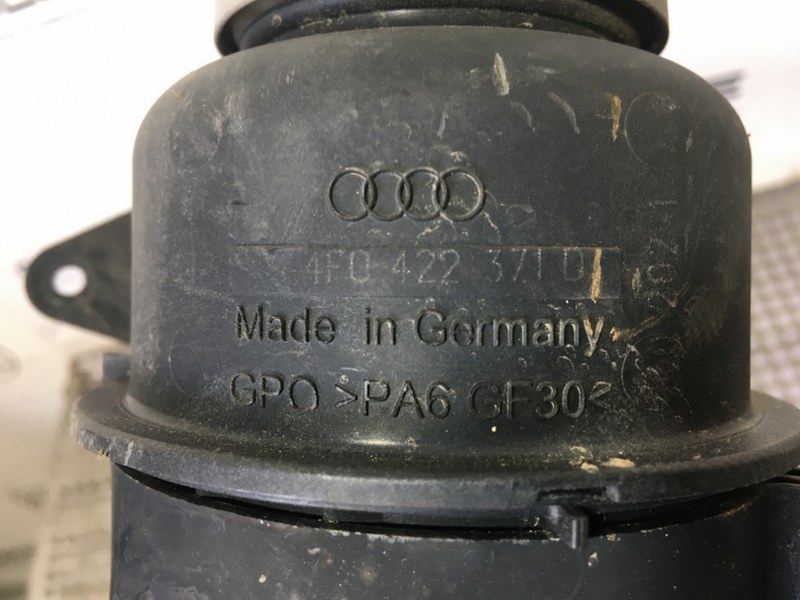 4F0 422 371 D
Made in Germany
GPO >PA6 GF30<